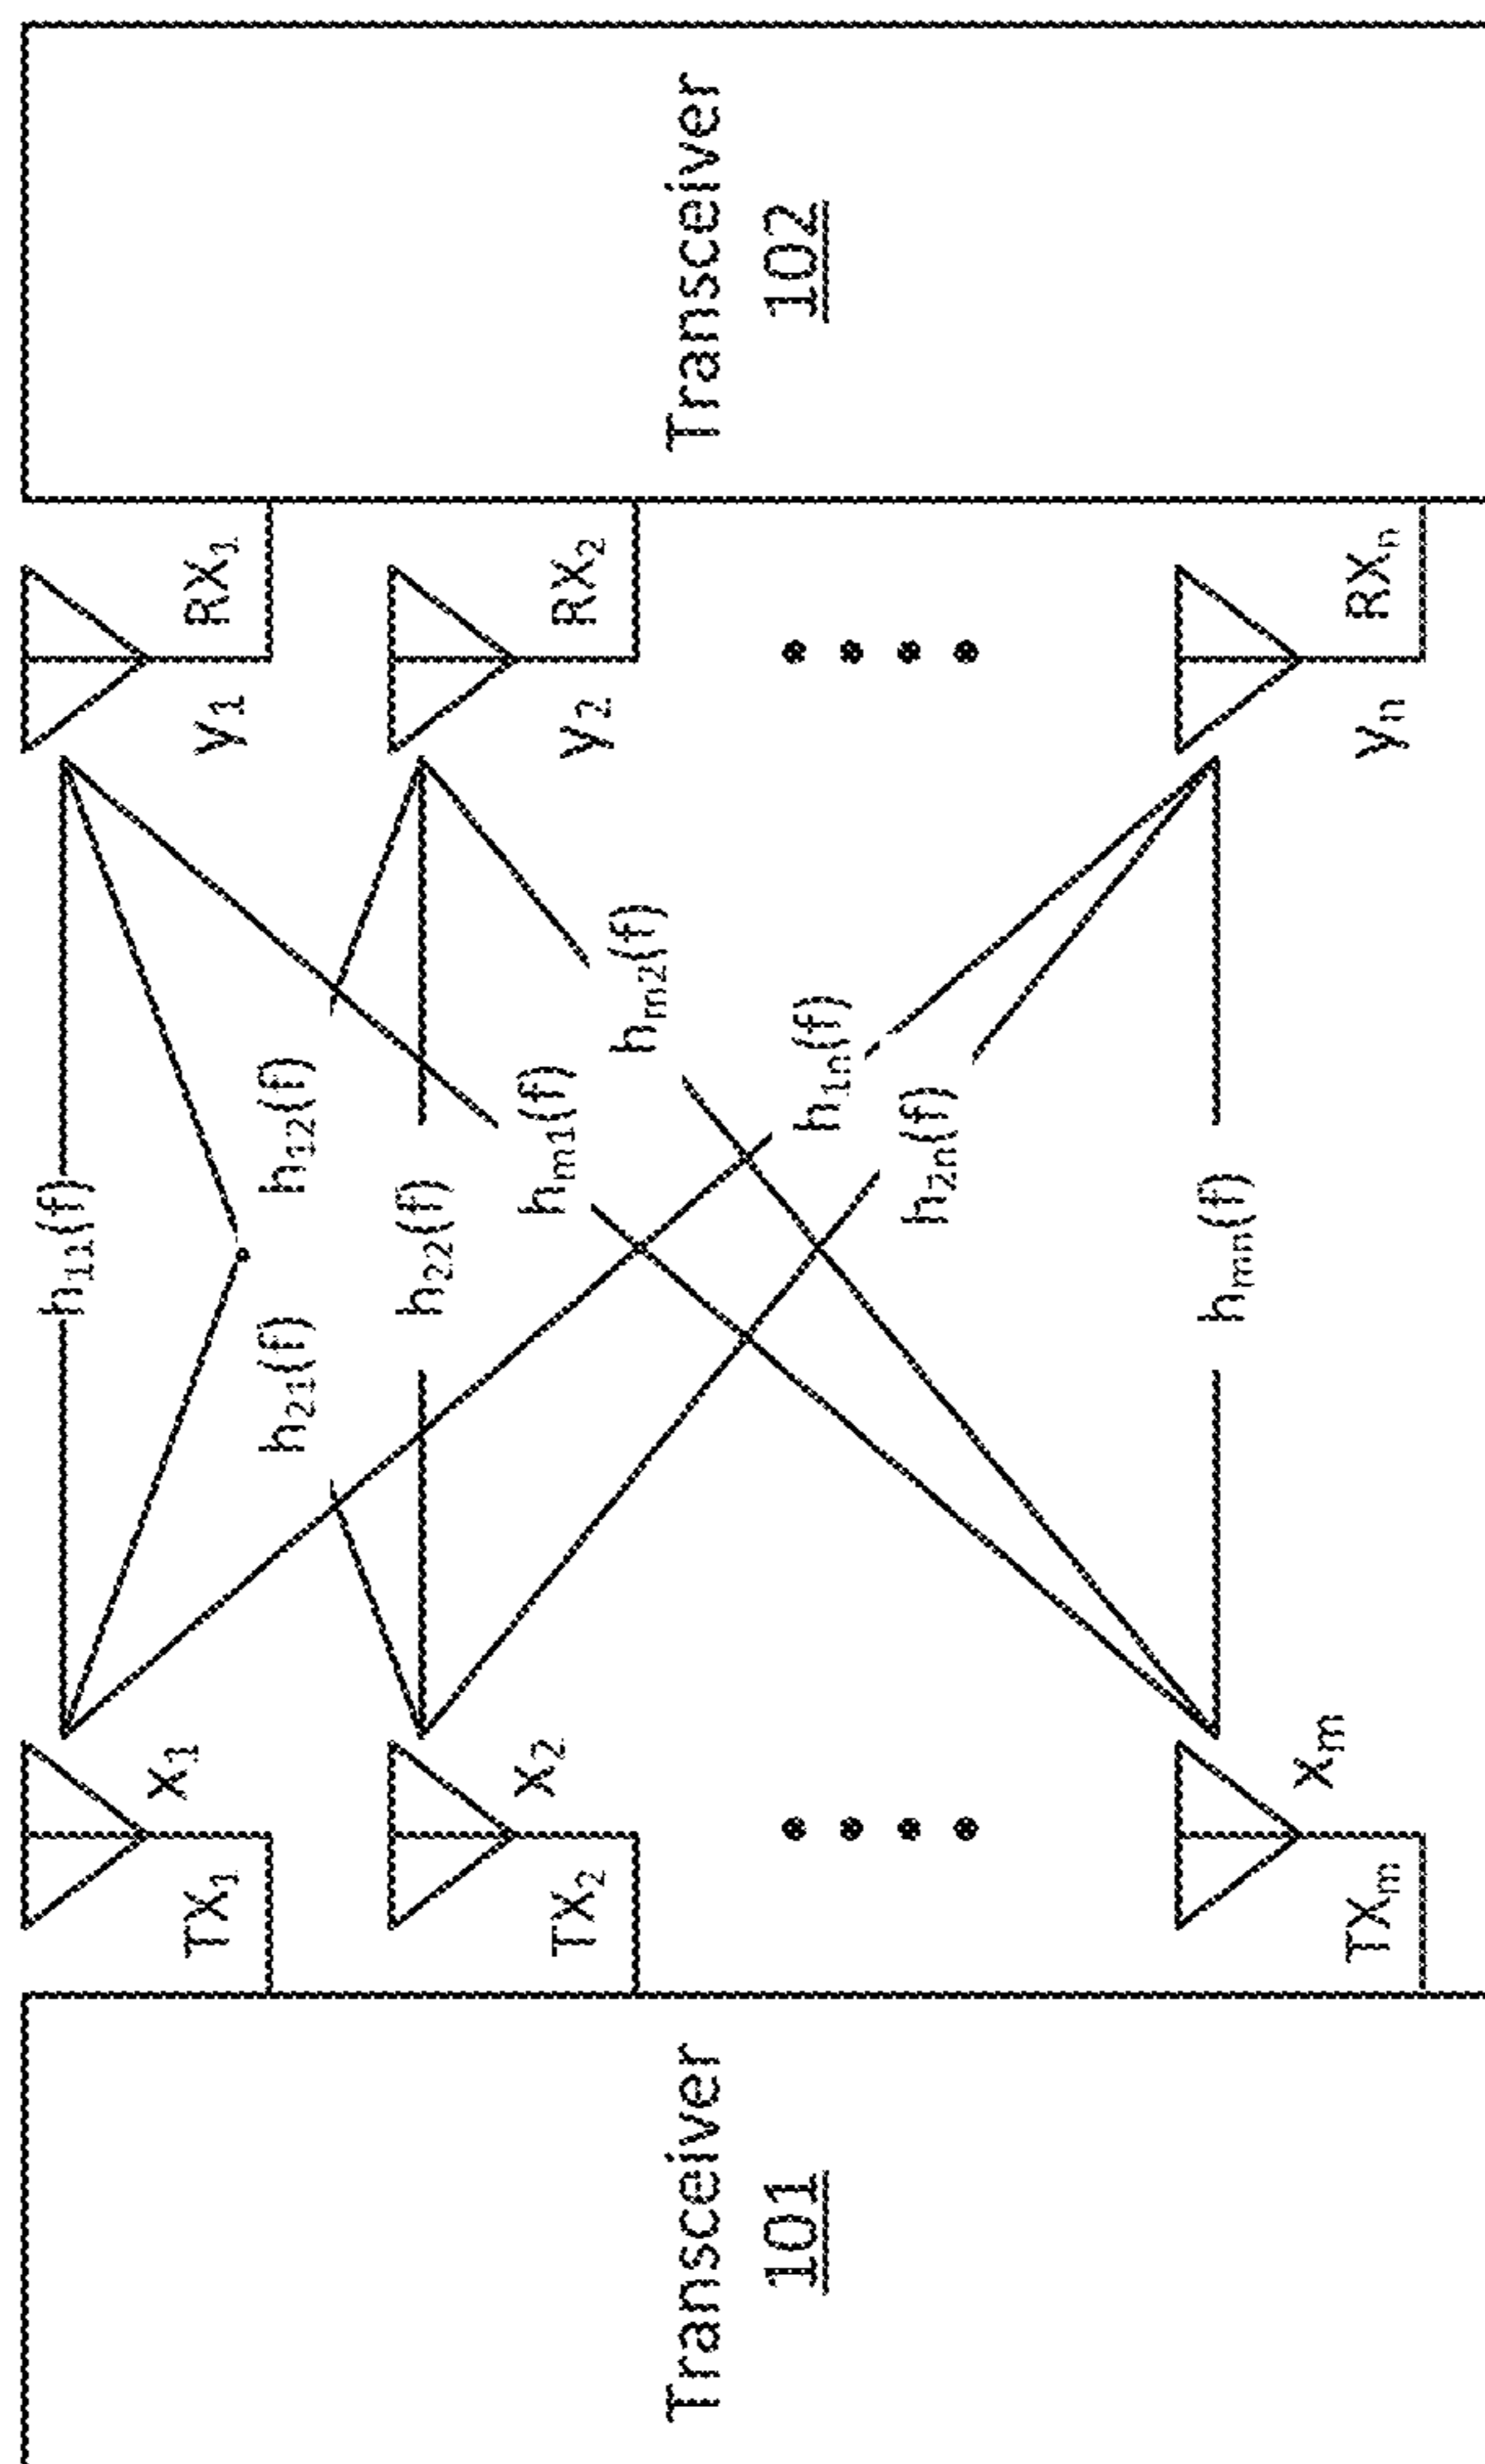 Transceiver
101
TX₁
x₁
TX₂
x₂
TXₘ
xₘ
h₁₁(f)
h₂₁(f)
h₁₂(f)
h₂₂(f)
hₘ₁(f)
hₘ₂(f)
h₁ₙ(f)
h₂ₙ(f)
hₘₙ(f)
y₁
RX₁
y₂
RX₂
yₙ
RXₙ
Transceiver
102